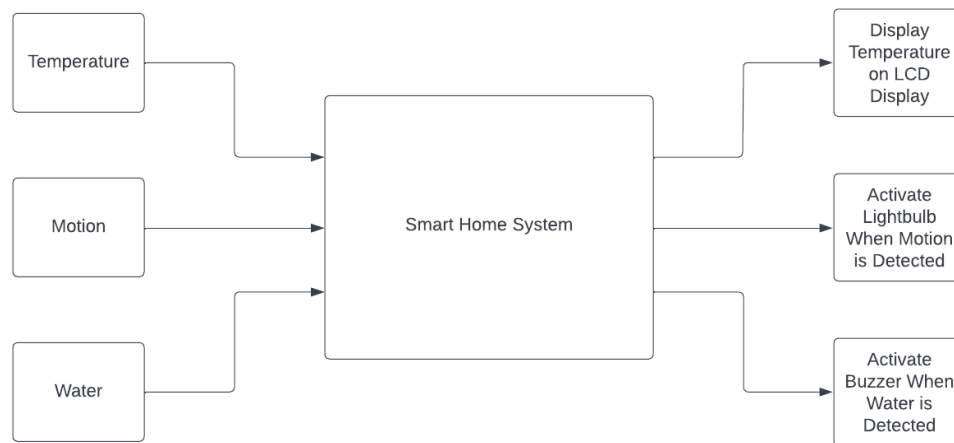 Temperature
Motion
Water
Smart Home System
Display
Temperature
on LCD
Display
Activate
Lightbulb
When Motion
is Detected
Activate
Buzzer When
Water is
Detected